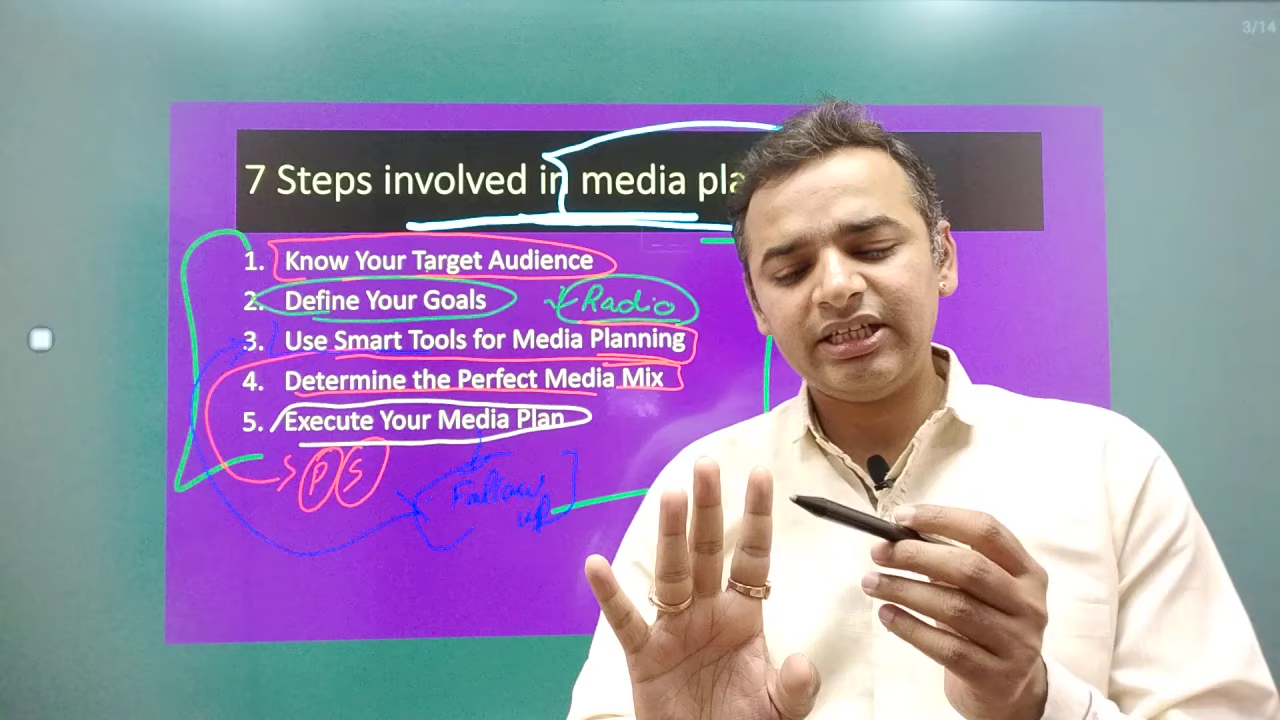 3/14
7 Steps involved in media pla
1. Know Your Target Audience
2. Define Your Goals
Radio
3. Use Smart Tools for Media Planning
4. Determine the Perfect Media Mix
5. Execute Your Media Plan
P S
Follow
up